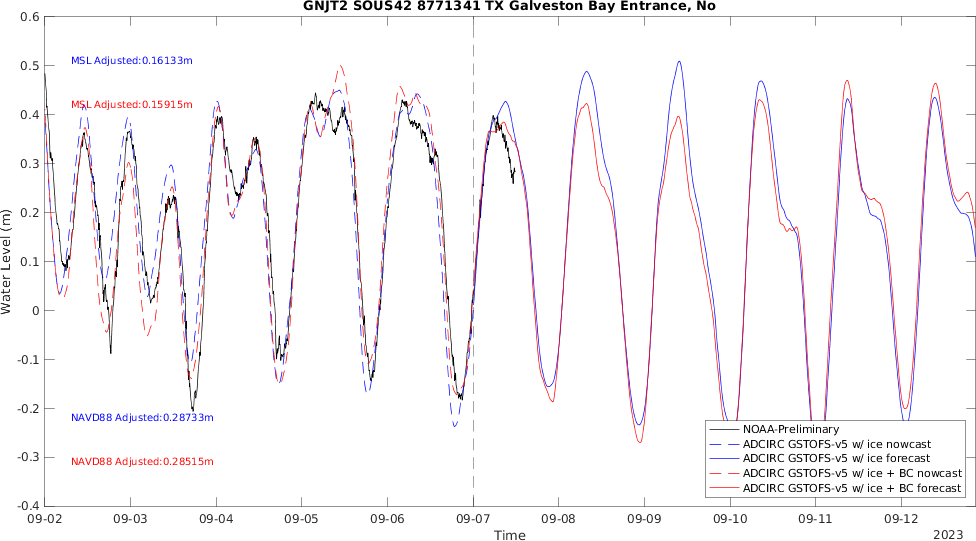 GNJT2 SOUS42 8771341 TX Galveston Bay Entrance, No
0.6
0.5
0.4
0.3
0.2
0.1
0
-0.1
-0.2
-0.3
-0.4
Water Level (m)
MSL Adjusted:0.16133m
MSL Adjusted:0.15915m
NAVD88 Adjusted:0.28733m
NAVD88 Adjusted:0.28515m
NOAA-Preliminary
ADCIRC GSTOFS-v5 w/ ice nowcast
ADCIRC GSTOFS-v5 w/ ice forecast
ADCIRC GSTOFS-v5 w/ ice + BC nowcast
ADCIRC GSTOFS-v5 w/ ice + BC forecast
09-02 09-03 09-04 09-05 09-06 09-07 09-08 09-09 09-10 09-11 09-12
Time
2023